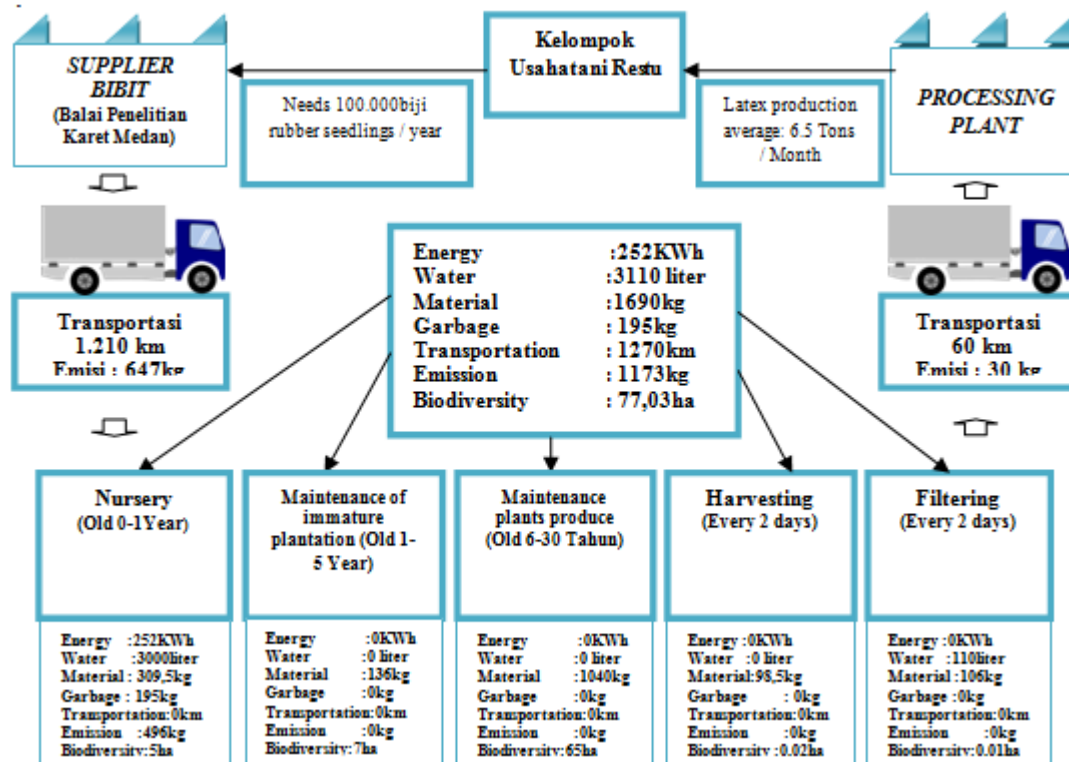 SUPPLIER
BIBIT
(Balai Penelitian
Karet Medan)
Needs 100.000biji
rubber seedlings / year
Kelompok
Usahatani Restu
Latex production
average: 6.5 Tons
/ Month
PROCESSING
PLANT
Transportasi
1.210 km
Emisi : 647kg
Energy :252KWh
Water :3110 liter
Material :1690kg
Garbage : 195kg
Transportation : 1270km
Emission : 1173kg
Biodiversity : 77,03ha
Transportasi
60 km
Emisi : 30 kg
Nursery
(Old 0-1Year)
Energy :252KWh
Water :3000liter
Material : 309,5kg
Garbage : 195kg
Transportation:0km
Emission :496kg
Biodiversity:5ha
Maintenance of
immature
plantation (Old 1-
5 Year)
Energy :0KWh
Water :0 liter
Material :136kg
Garbage :0kg
Transportation:0km
Emission :0kg
Biodiversity:7ha
Maintenance
plants produce
(Old 6-30 Tahun)
Energy :0KWh
Water :0 liter
Material :1040kg
Garbage :0kg
Transportation:0km
Emission :0kg
Biodiversity:65ha
Harvesting
(Every 2 days)
Energy :0KWh
Water :0 liter
Material:98,5kg
Garbage : 0kg
Transportation:0km
Emission :0kg
Biodiversity :0.02ha
Filtering
(Every 2 days)
Energy :0KWh
Water :110liter
Material :106kg
Garbage :0kg
Transportation:0km
Emission :0kg
Biodiversity :0.01ha